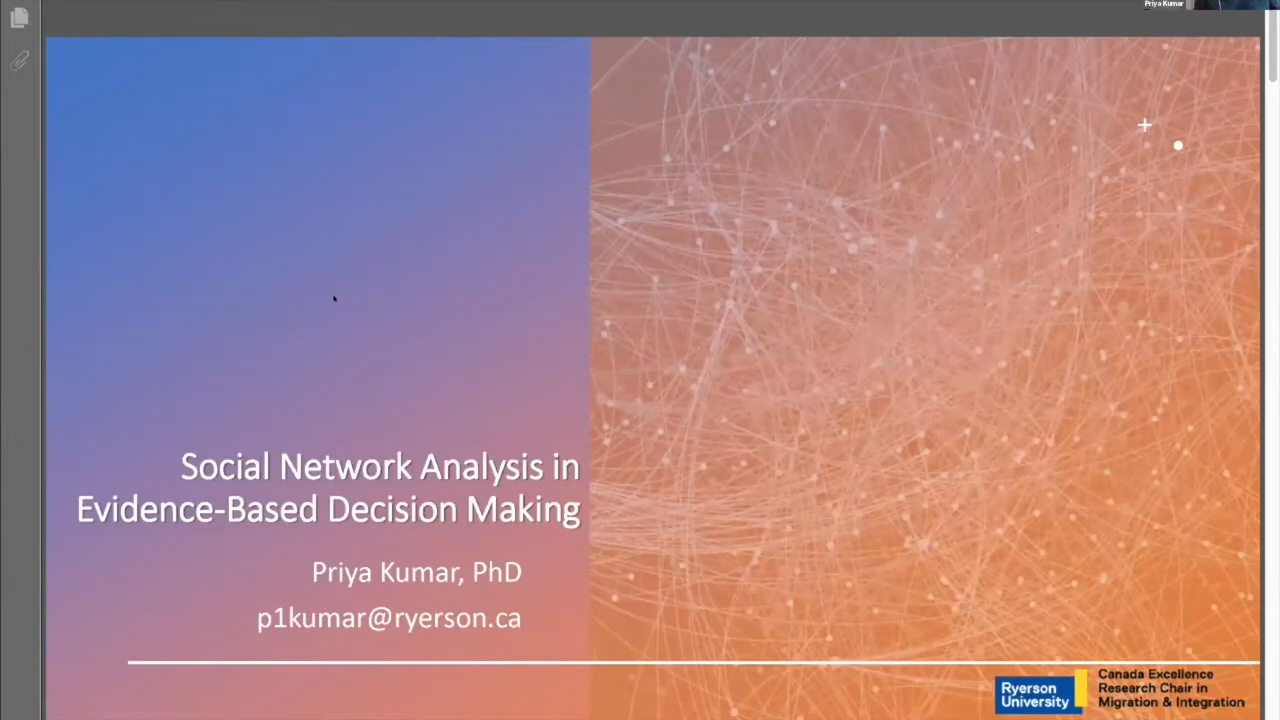 Priya Kumar
Social Network Analysis in
Evidence-Based Decision Making
Priya Kumar, PhD
p1kumar@ryerson.ca
Ryerson
University
Canada Excellence
Research Chair in
Migration & Integration